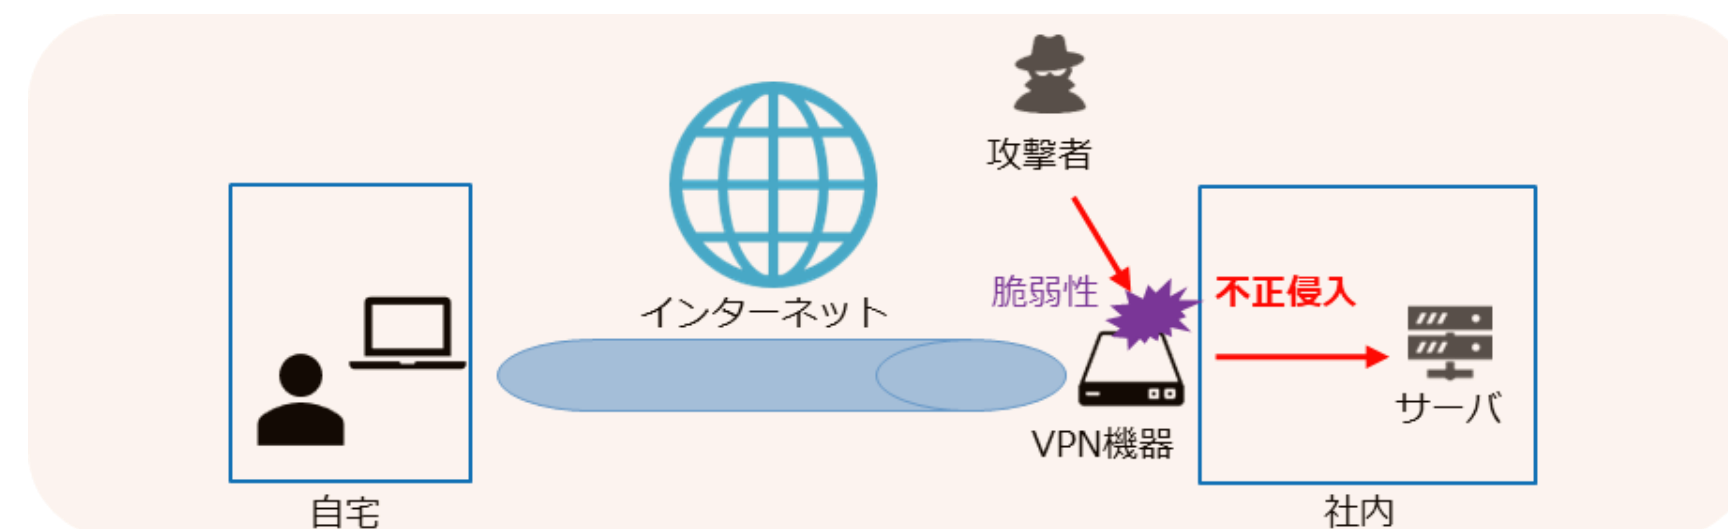 攻撃者
脆弱性
不正侵入
インターネット
サーバ
VPN機器
自宅
社内